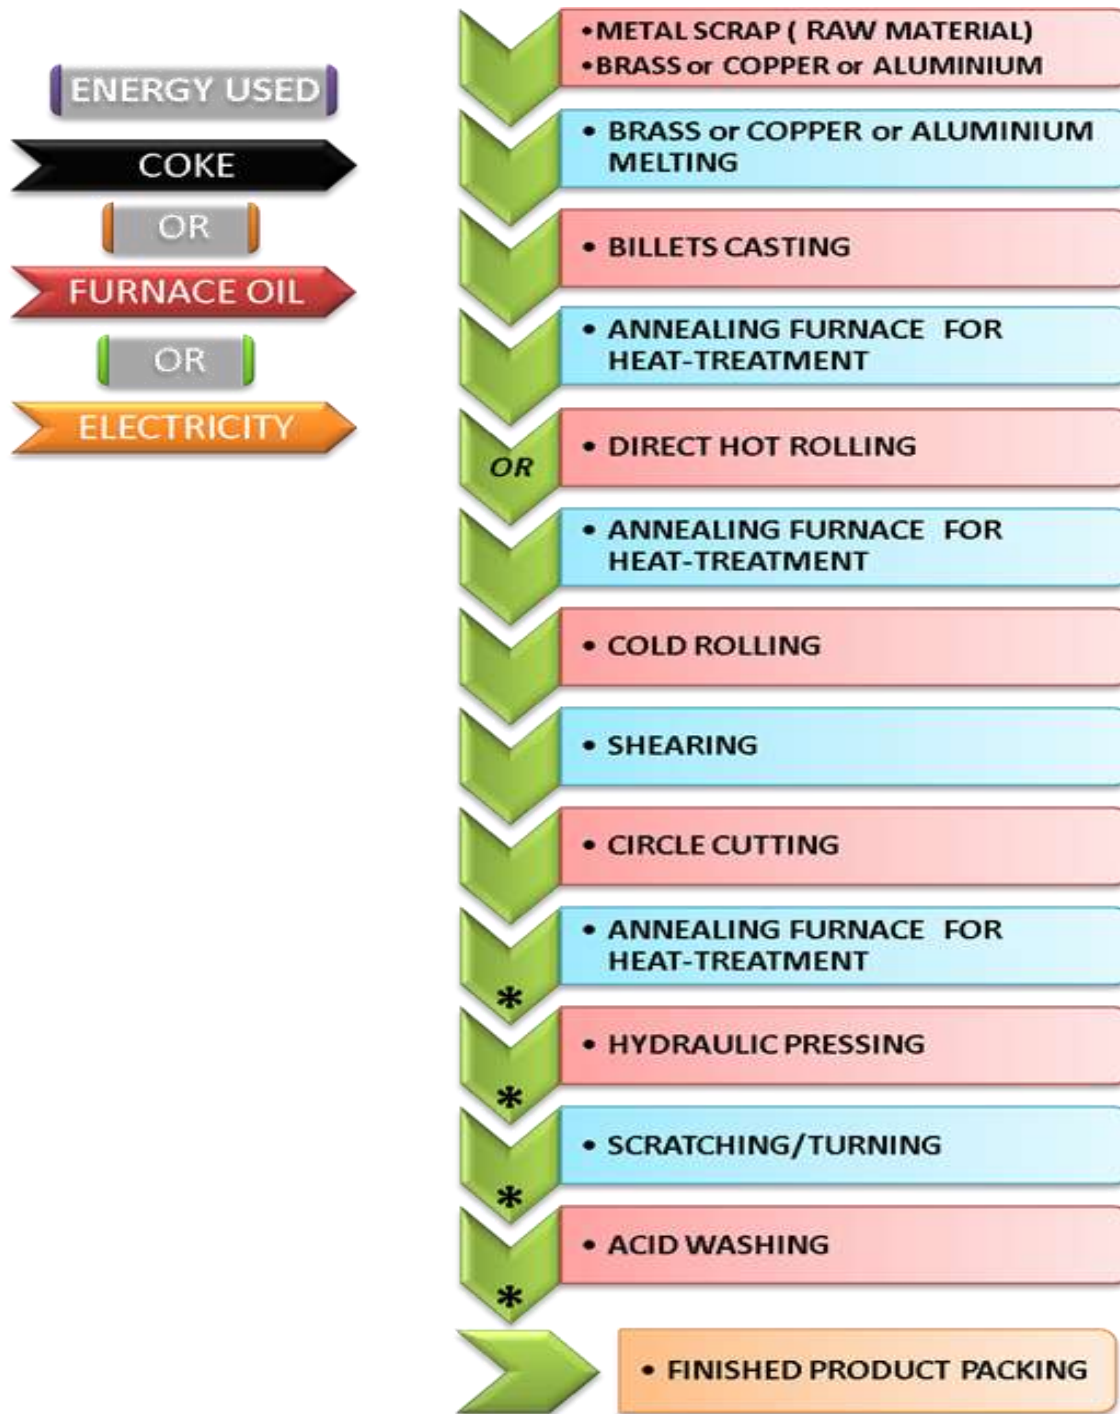 ENERGY USED
COKE
OR
FURNACE OIL
OR
ELECTRICITY
•METAL SCRAP ( RAW MATERIAL)
•BRASS or COPPER or ALUMINIUM
• BRASS or COPPER or ALUMINIUM
MELTING
• BILLETS CASTING
• ANNEALING FURNACE FOR
HEAT-TREATMENT
OR
• DIRECT HOT ROLLING
• ANNEALING FURNACE FOR
HEAT-TREATMENT
• COLD ROLLING
• SHEARING
• CIRCLE CUTTING
• ANNEALING FURNACE FOR
HEAT-TREATMENT
*
• HYDRAULIC PRESSING
*
• SCRATCHING/TURNING
*
• ACID WASHING
*
• FINISHED PRODUCT PACKING